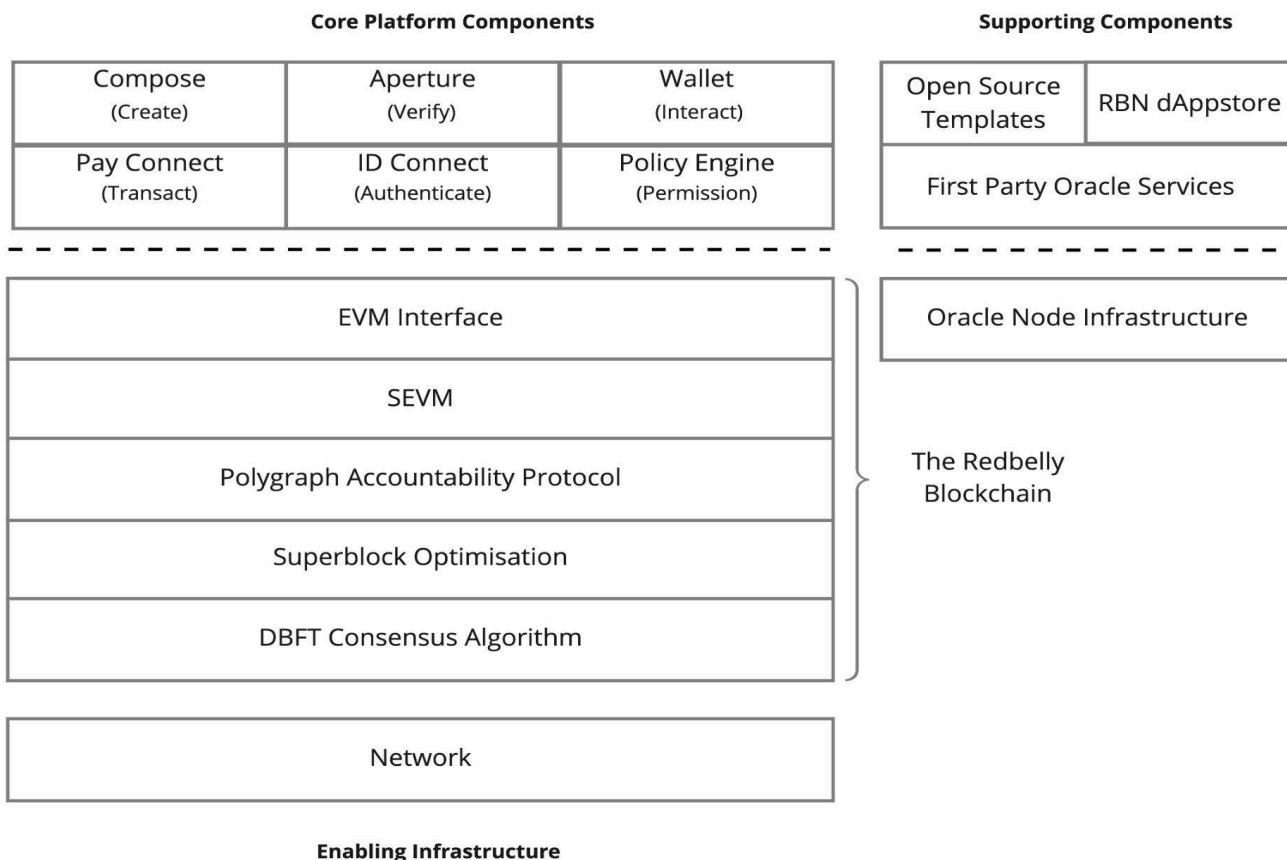 Core Platform Components
Supporting Components
Compose
(Create)
Aperture
(Verify)
Wallet
(Interact)
Open Source
Templates
RBN dAppstore
Pay Connect
(Transact)
ID Connect
(Authenticate)
Policy Engine
(Permission)
First Party Oracle Services
EVM Interface
Oracle Node Infrastructure
SEVM
Polygraph Accountability Protocol
The Redbelly
Blockchain
Superblock Optimisation
DBFT Consensus Algorithm
Network
Enabling Infrastructure